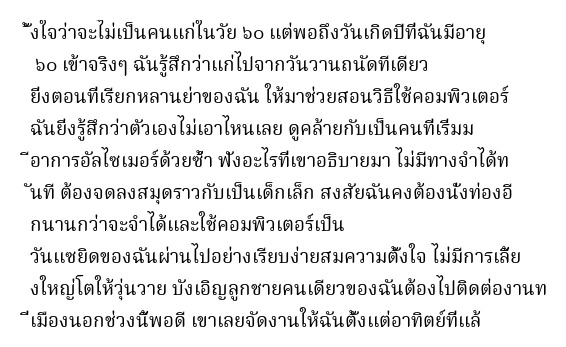 ั้งใจว่าจะไม่เป็นคนแก่ในวัย ๖๐ แต่พอถึงวันเกิดปีที่ฉันมีอายุ
๖๐ เข้าจริงๆ ฉันรู้สึกว่าแก่ไปจากวันวานถนัดทีเดียว
ยิ่งตอนที่เรียกหลานย่าของฉัน ให้มาช่วยสอนวิธีใช้คอมพิวเตอร์
ฉันยิ่งรู้สึกว่าตัวเองไม่เอาไหนเลย ดูคล้ายกับเป็นคนที่เริ่มม
ีอาการอัลไซเมอร์ด้วยซ้ำ ฟังอะไรที่เขาอธิบายมา ไม่มีทางจำได้ท
ันที ต้องจดลงสมุดราวกับเป็นเด็กเล็ก สงสัยฉันคงต้องนั่งท่องอี
กนานกว่าจะจำได้และใช้คอมพิวเตอร์เป็น
วันแซยิดของฉันผ่านไปอย่างเรียบง่ายสมความตั้งใจ ไม่มีการเลี้ย
งใหญ่โตให้วุ่นวาย บังเอิญลูกชายคนเดียวของฉันต้องไปติดต่องานท
ี่เมืองนอกช่วงนี้พอดี เขาเลยจัดงานให้ฉันตั้งแต่อาทิตย์ที่แล้